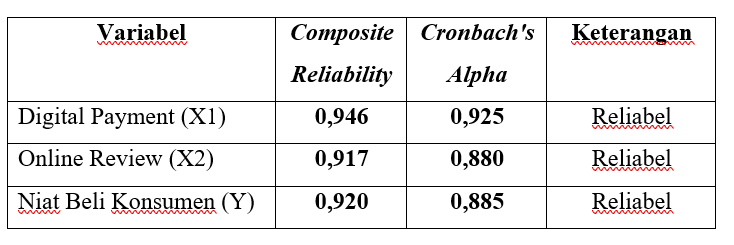 Variabel Composite Reliability Cronbach's Alpha Keterangan
Digital Payment (X1) 0,946 0,925 Reliabel
Online Review (X2) 0,917 0,880 Reliabel
Niat Beli Konsumen (Y) 0,920 0,885 Reliabel